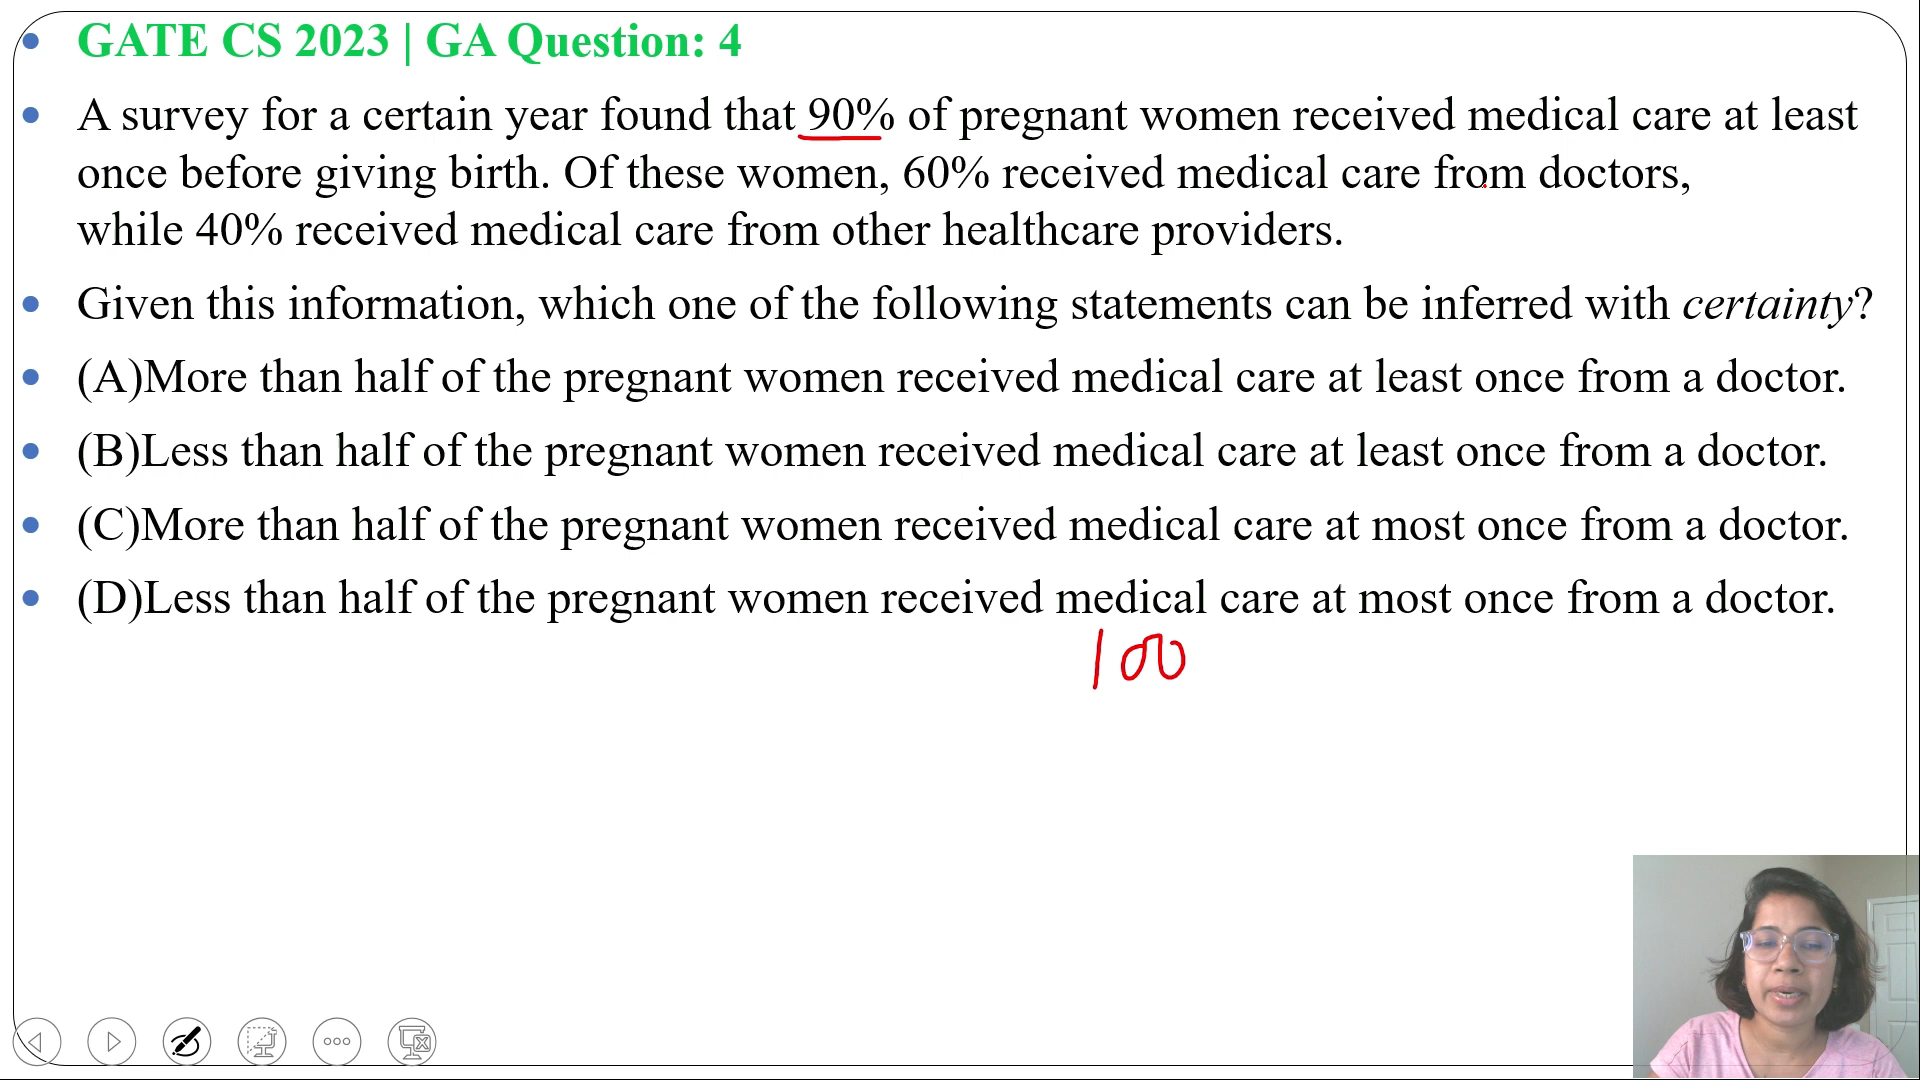 GATE CS 2023 | GA Question: 4
A survey for a certain year found that 90% of pregnant women received medical care at least
once before giving birth. Of these women, 60% received medical care from doctors,
while 40% received medical care from other healthcare providers.
Given this information, which one of the following statements can be inferred with certainty?
(A)More than half of the pregnant women received medical care at least once from a doctor.
(B)Less than half of the pregnant women received medical care at least once from a doctor.
(C)More than half of the pregnant women received medical care at most once from a doctor.
(D)Less than half of the pregnant women received medical care at most once from a doctor.
100